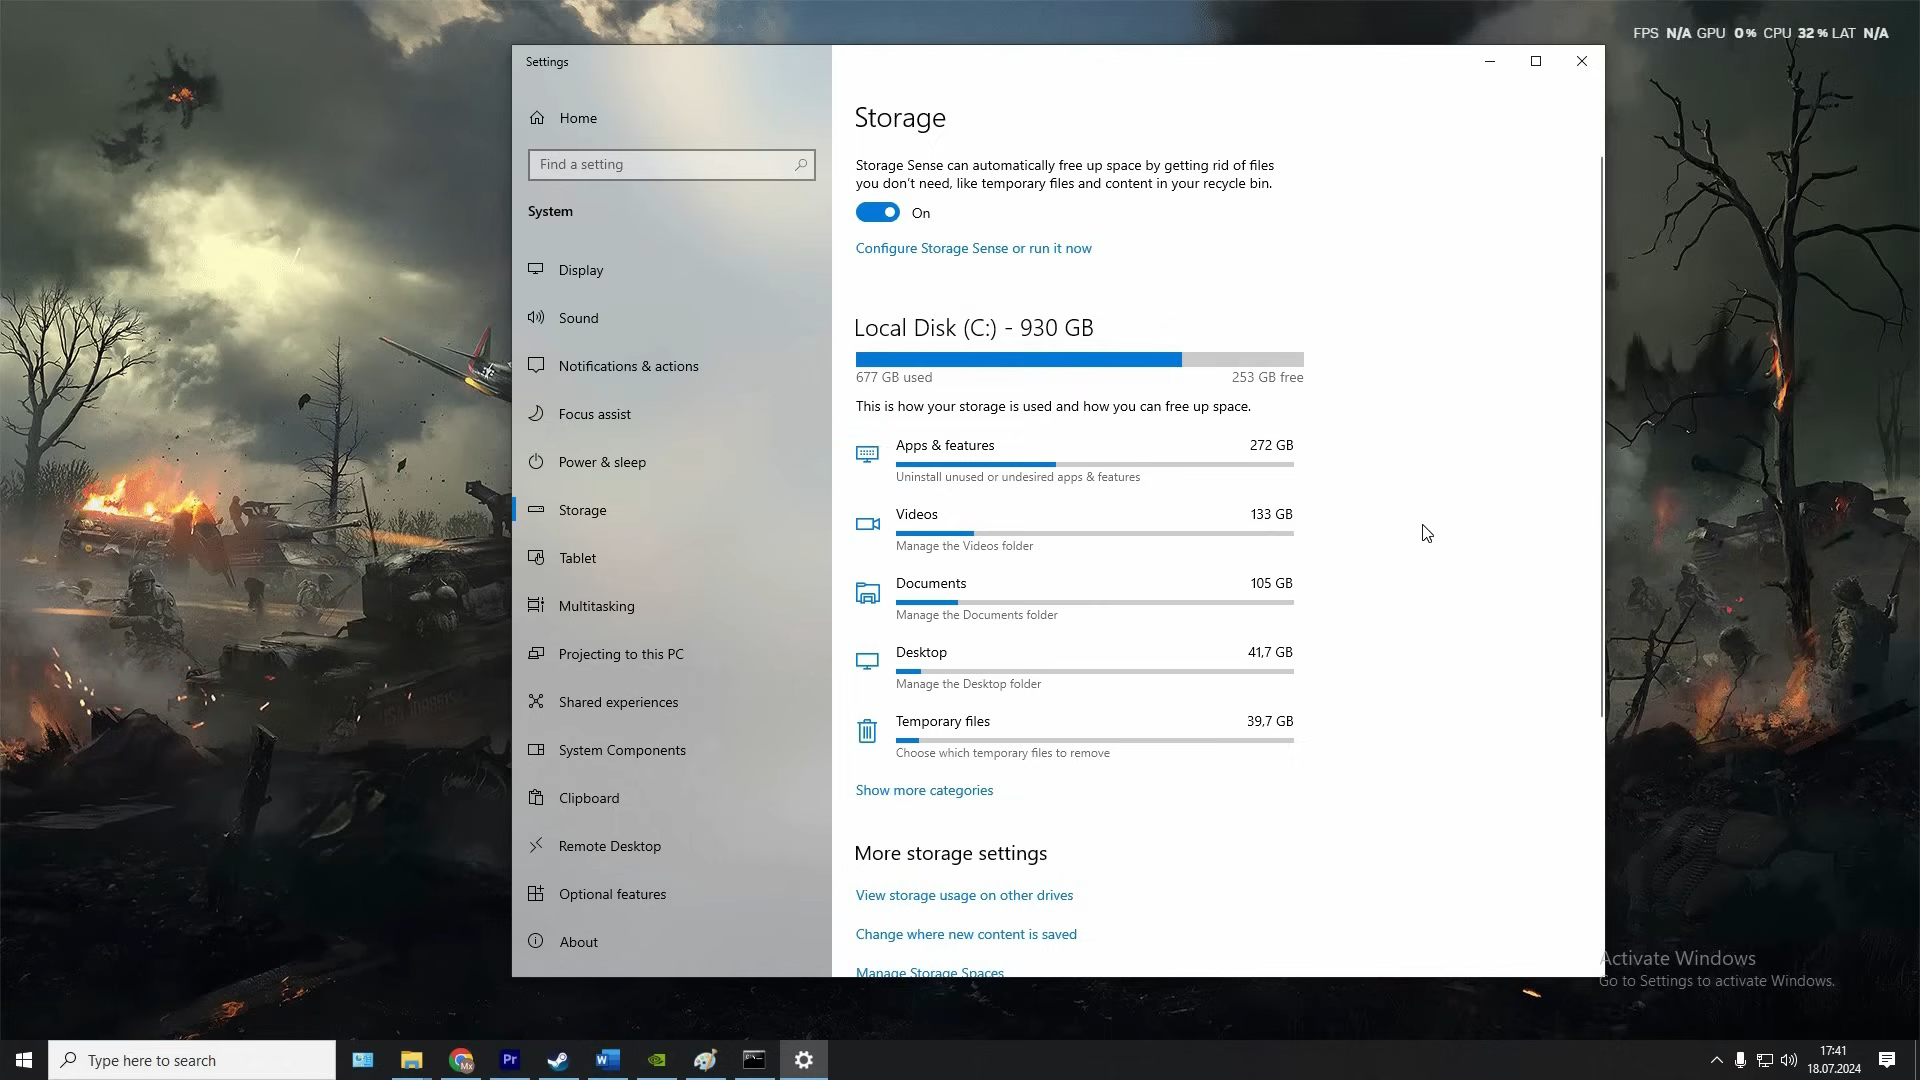 FPS N/A GPU 0% CPU 32% LAT N/A
Settings
Home
Find a setting
System
Display
Sound
Notifications & actions
Focus assist
Power & sleep
Storage
Tablet
Multitasking
Projecting to this PC
Shared experiences
System Components
Clipboard
Remote Desktop
Optional features
About
Storage
Storage Sense can automatically free up space by getting rid of files
you don't need, like temporary files and content in your recycle bin.
On
Configure Storage Sense or run it now
Local Disk (C:) - 930 GB
677 GB used 253 GB free
This is how your storage is used and how you can free up space.
Apps & features 272 GB
Uninstall unused or undesired apps & features
Videos 133 GB
Manage the Videos folder
Documents 105 GB
Manage the Documents folder
Desktop 41,7 GB
Manage the Desktop folder
Temporary files 39,7 GB
Choose which temporary files to remove
Show more categories
More storage settings
View storage usage on other drives
Change where new content is saved
Manage Storage Spaces
Activate Windows
Go to Settings to activate Windows.
Type here to search
Mx
Pr
W
17:41
18.07.2024